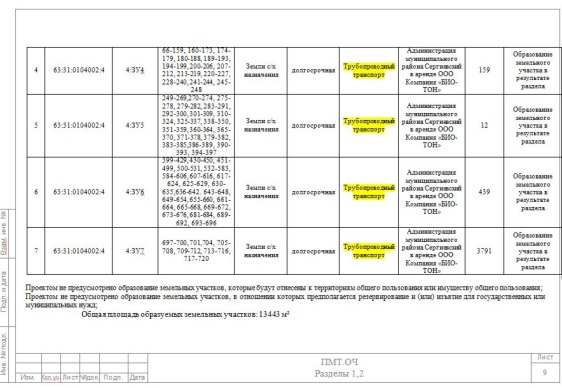 4 63:31:0104002:4 4:ЗУ4 66-159, 160-173, 174-179, 180-188, 189-193, 194-199, 200-206, 207-212, 213-219, 220-227, 228-240, 241-244, 245-248 Земли с/х назначения долгосрочная Трубопроводный транспорт Администрация муниципального района Сергиевский в аренде ООО Компания «БИО-ТОН» 159 Образование земельного участка в результате раздела
5 63:31:0104002:4 4:ЗУ5 249-269,270-274, 275-278, 279-282, 283-291, 292-300, 301-309, 310-324, 325-337, 338-350, 351-359, 360-364, 365-370, 371-378, 379-382, 383-385,386-389, 390-393, 394-397 Земли с/х назначения долгосрочная Трубопроводный транспорт Администрация муниципального района Сергиевский в аренде ООО Компания «БИО-ТОН» 12 Образование земельного участка в результате раздела
6 63:31:0104002:4 4:ЗУ6 399-429, 430-450, 451-499, 500-531, 532-583, 584-606, 607-616, 617-624, 625-629, 630-635,636-642, 643-648, 649-654, 655-660, 661-664, 665-668, 669-672, 673-676, 681-684, 689-692, 693-696 Земли с/х назначения долгосрочная Трубопроводный транспорт Администрация муниципального района Сергиевский в аренде ООО Компания «БИО-ТОН» 439 Образование земельного участка в результате раздела
7 63:31:0104002:4 4:ЗУ7 697-700, 701,704, 705-708, 709-712, 713-716, 717-720 Земли с/х назначения долгосрочная Трубопроводный транспорт Администрация муниципального района Сергиевский в аренде ООО Компания «БИО-ТОН» 3791 Образование земельного участка в результате раздела
Проектом не предусмотрено образование земельных участков, которые будут отнесены к территориям общего пользования или имуществу общего пользования;
Проектом не предусмотрено образование земельных участков, в отношении которых предполагается резервирование и (или) изъятие для государственных или
муниципальных нужд;
Общая площадь образуемых земельных участков: 13443 м²
Взам. инв. №
Подп. и дата
Инв. №подл.
Изм. Кол.уч Лист №док. Подп. Дата
ПМТ.ОЧ
Разделы 1,2
Лист
9